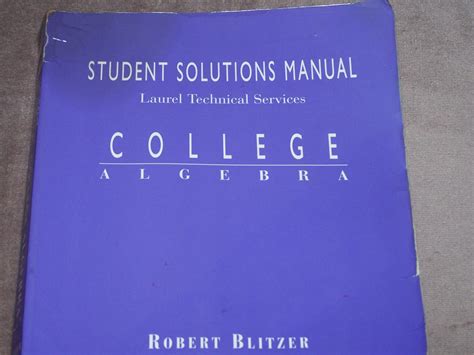 STUDENT SOLUTIONS MANUAL
Laurel Technical Services
COLLEGE
ALGEBRA
ROBERT BLITZER